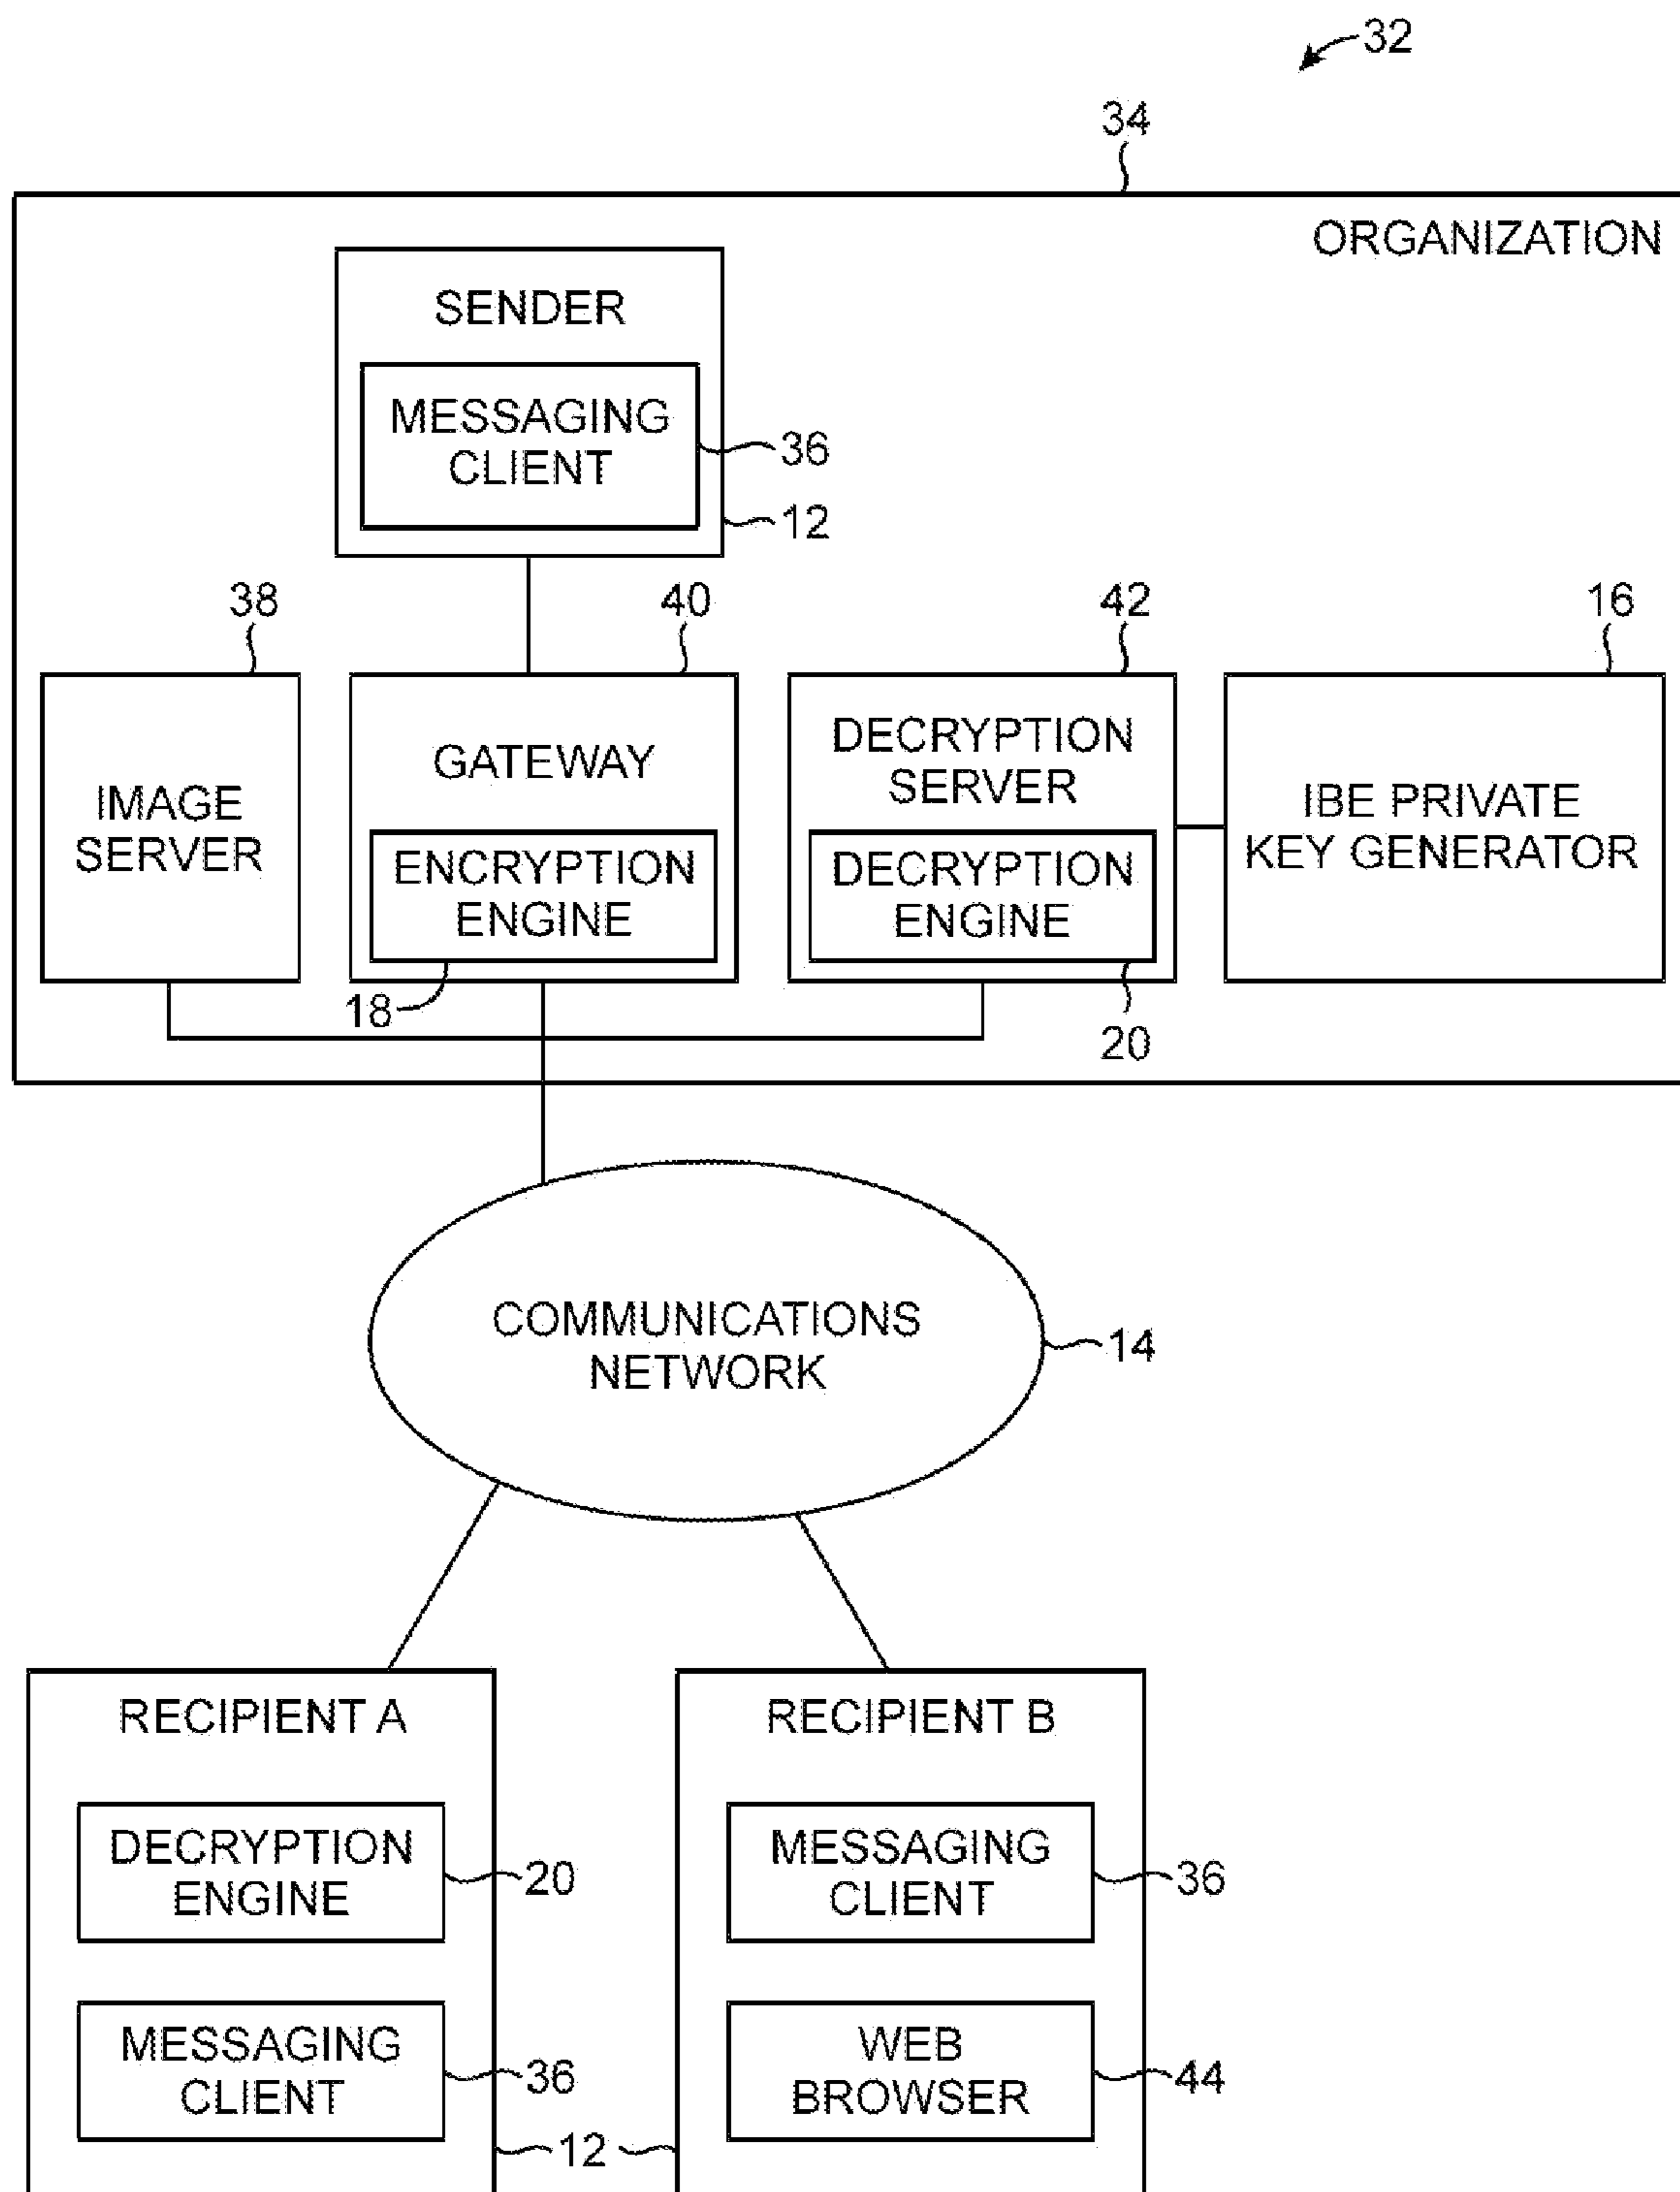 32
34
ORGANIZATION
SENDER
MESSAGING
CLIENT
36
12
38
40
42
16
IMAGE
SERVER
GATEWAY
ENCRYPTION
ENGINE
18
DECRYPTION
SERVER
DECRYPTION
ENGINE
20
IBE PRIVATE
KEY GENERATOR
COMMUNICATIONS
NETWORK
14
RECIPIENT A
DECRYPTION
ENGINE
20
MESSAGING
CLIENT
36
12
RECIPIENT B
MESSAGING
CLIENT
36
WEB
BROWSER
44